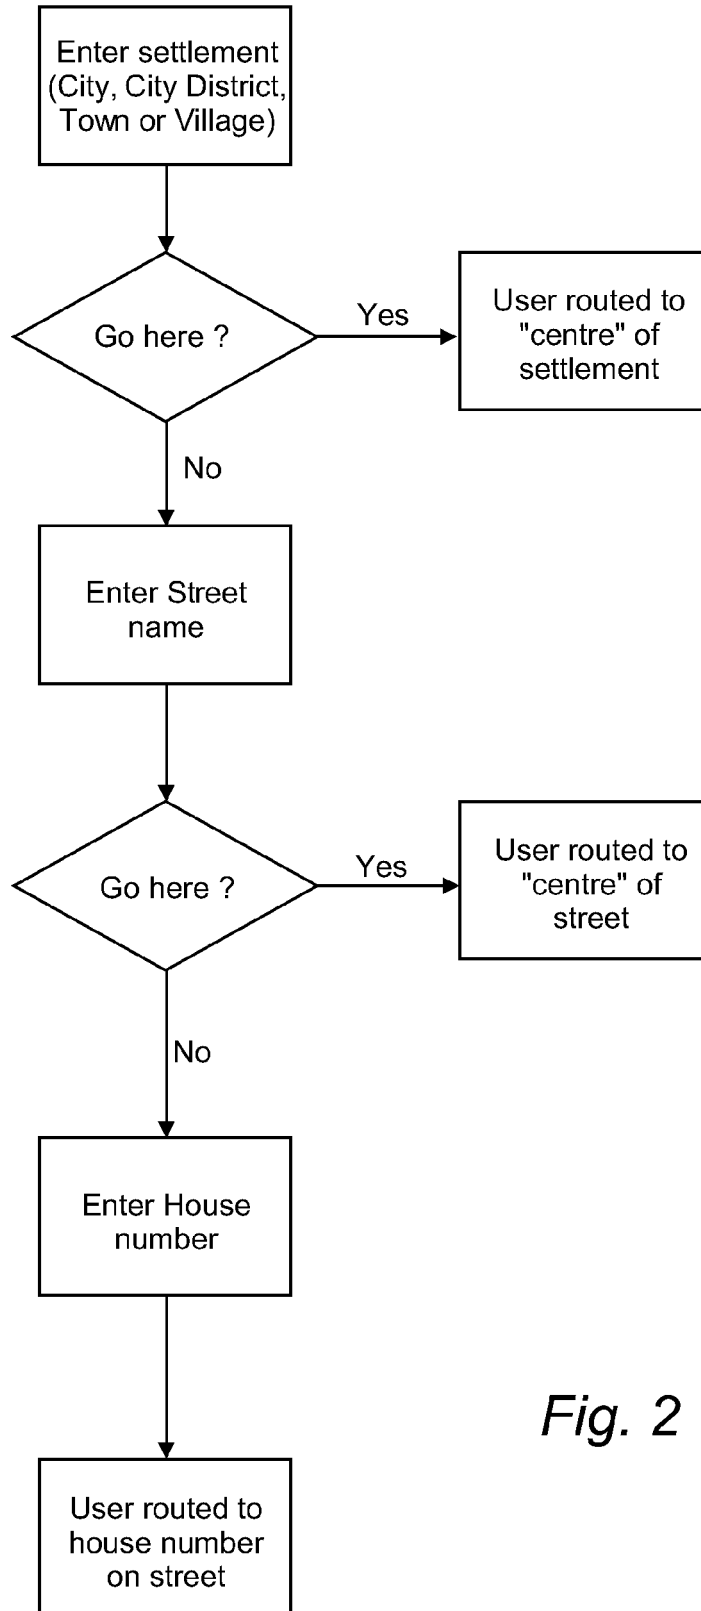 Enter settlement
(City, City District,
Town or Village)
Go here ?
Yes
User routed to
"centre" of
settlement
No
Enter Street
name
Go here ?
Yes
User routed to
"centre" of
street
No
Enter House
number
Fig. 2
User routed to
house number
on street